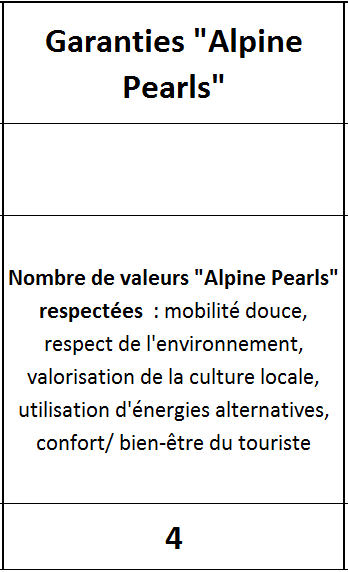 Garanties "Alpine
Pearls"
Nombre de valeurs "Alpine Pearls"
respectées  : mobilité douce,
respect de l'environnement,
valorisation de la culture locale,
utilisation d'énergies alternatives,
confort/ bien-être du touriste
4